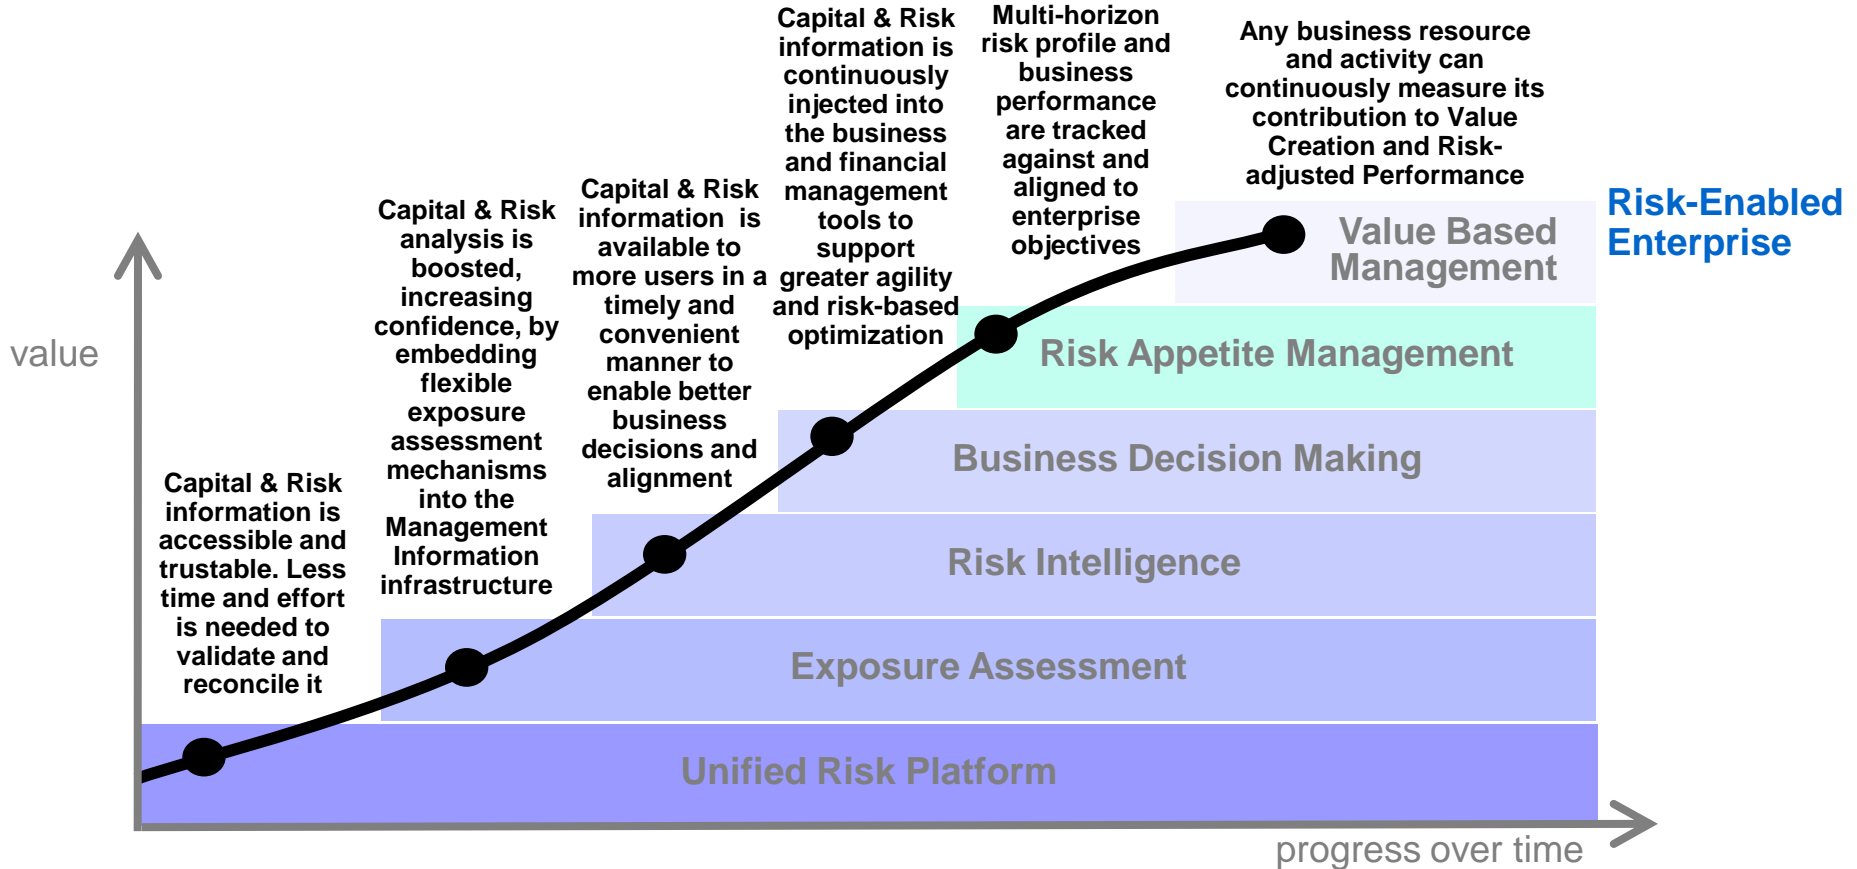 Capital & Risk
information is
accessible and
trustable. Less
time and effort
is needed to
validate and
reconcile it
Capital & Risk
analysis is
boosted,
increasing
confidence, by
embedding
flexible
exposure
assessment
mechanisms
into the
Management
Information
infrastructure
Capital & Risk
information is
available to
more users in a
timely and
convenient
manner to
enable better
business
decisions and
alignment
Capital & Risk
information is
continuously
injected into
the business
and financial
management
tools to
support
greater agility
and risk-based
optimization
Multi-horizon
risk profile and
business
performance
are tracked
against and
aligned to
enterprise
objectives
Any business resource
and activity can
continuously measure its
contribution to Value
Creation and Risk-
adjusted Performance
Risk-Enabled
Enterprise
Value Based
Management
Risk Appetite Management
Business Decision Making
Risk Intelligence
Exposure Assessment
Unified Risk Platform
value
progress over time